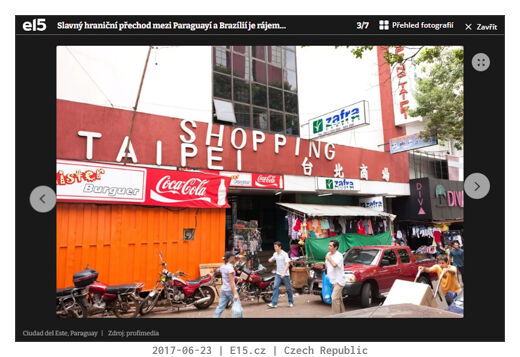 e15
Slavný hraniční přechod mezi Paraguayí a Brazílií je rájem...
3/7
Přehled fotografií
Zavřít
SHOPPING
TAIPEI
台北商場
zafra
Burguer
Coca-Cola
Coca-Cola
zafra
zafra
DIVA
DIVA
Ciudad del Este, Paraguay | Zdroj: profimedia
2017-06-23 | E15.cz | Czech Republic